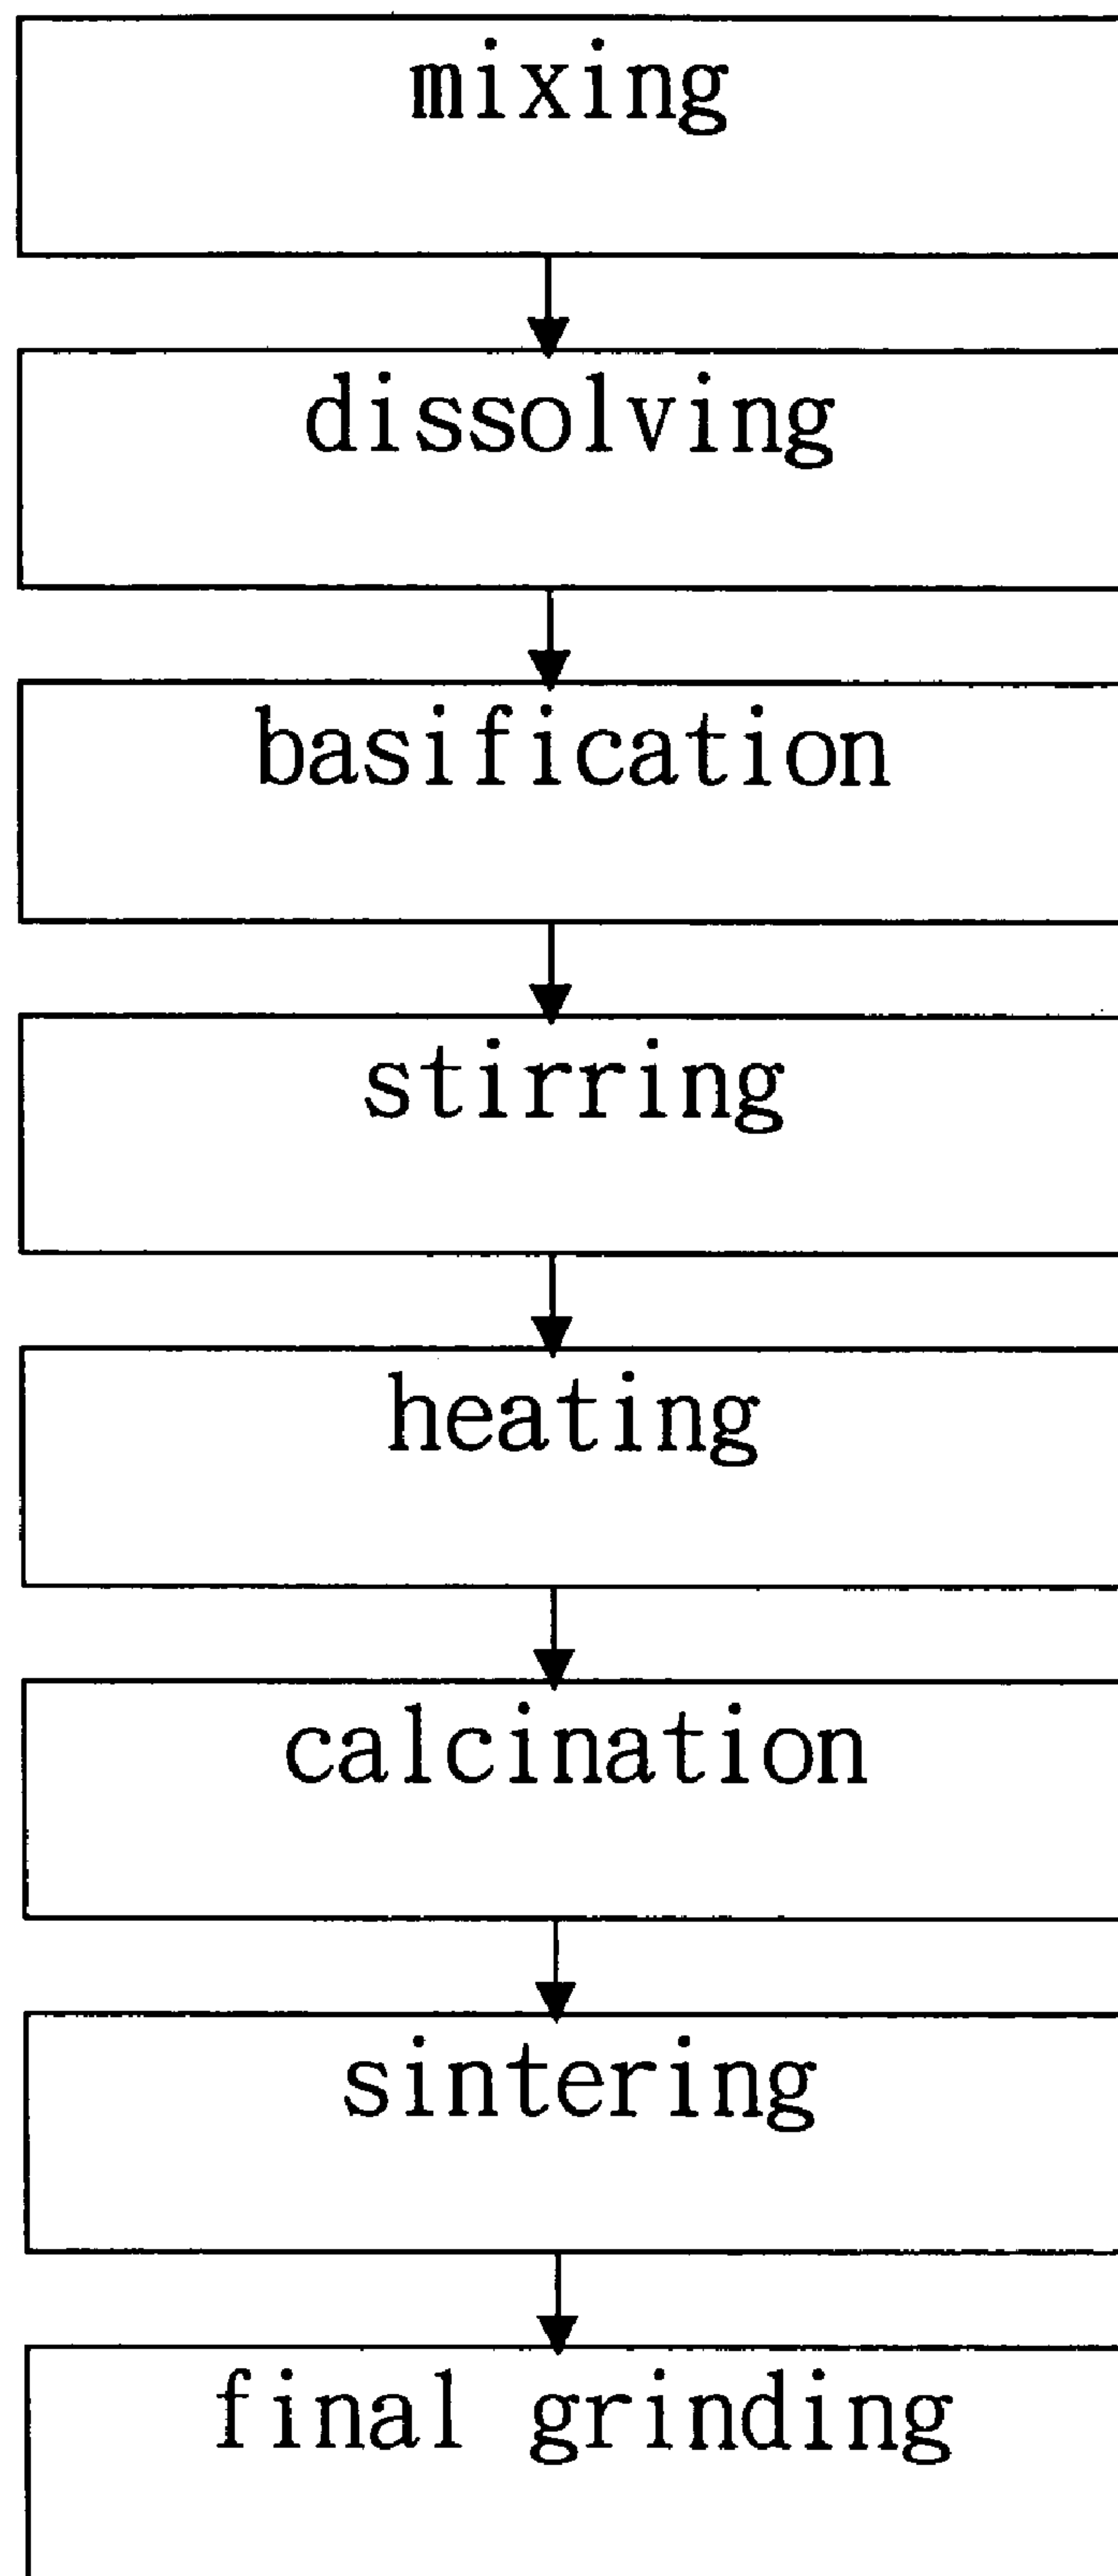 mixing
dissolving
basification
stirring
heating
calcination
sintering
final grinding